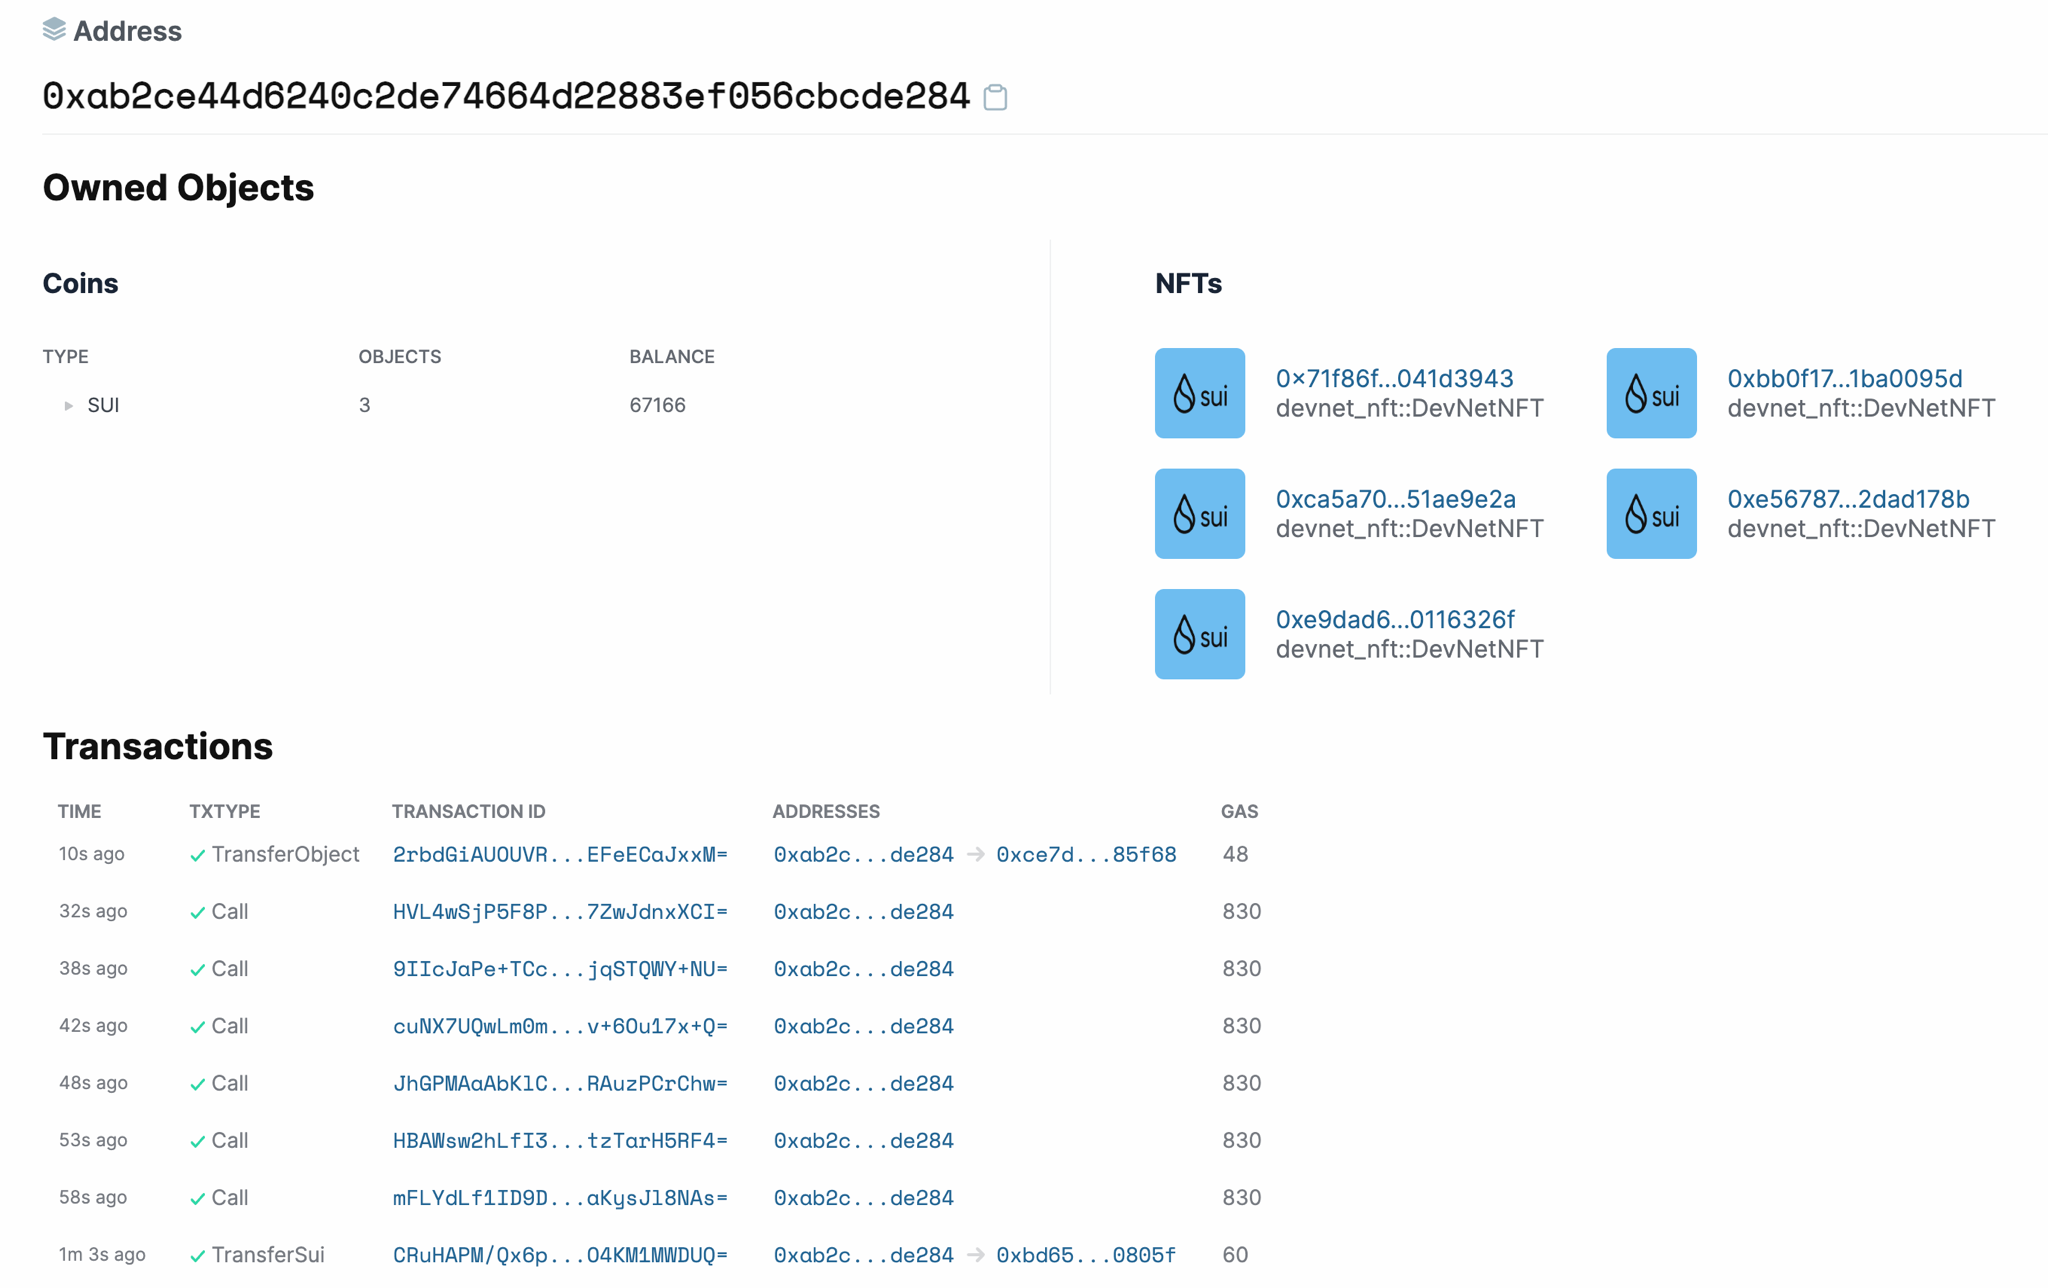 Address
0xab2ce44d6240c2de74664d22883ef056cbcde284
Owned Objects
Coins
TYPE OBJECTS BALANCE
SUI 3 67166
NFTs
sui 0x71f86f...041d3943
devnet_nft::DevNetNFT
sui 0xbb0f17...1ba0095d
devnet_nft::DevNetNFT
sui 0xca5a70...51ae9e2a
devnet_nft::DevNetNFT
sui 0xe56787...2dad178b
devnet_nft::DevNetNFT
sui 0xe9dad6...0116326f
devnet_nft::DevNetNFT
Transactions
TIME TXTYPE TRANSACTION ID ADDRESSES GAS
10s ago TransferObject 2rbdGiAUOUVR...EFeECaJxxM= 0xab2c...de284 → 0xce7d...85f68 48
32s ago Call HVL4wSjP5F8P...7ZwJdnxXCI= 0xab2c...de284 830
38s ago Call 9IIcJaPe+TCc...jqSTQWY+NU= 0xab2c...de284 830
42s ago Call cuNX7UQwLm0m...v+6Ou17x+Q= 0xab2c...de284 830
48s ago Call JhGPMAaAbKlC...RAuzPCrChw= 0xab2c...de284 830
53s ago Call HBAWsw2hLfI3...tzTarH5RF4= 0xab2c...de284 830
58s ago Call mFLYdLf1ID9D...aKysJl8NAs= 0xab2c...de284 830
1m 3s ago TransferSui CRuHAPM/Qx6p...O4KM1MWDUQ= 0xab2c...de284 → 0xbd65...0805f 60